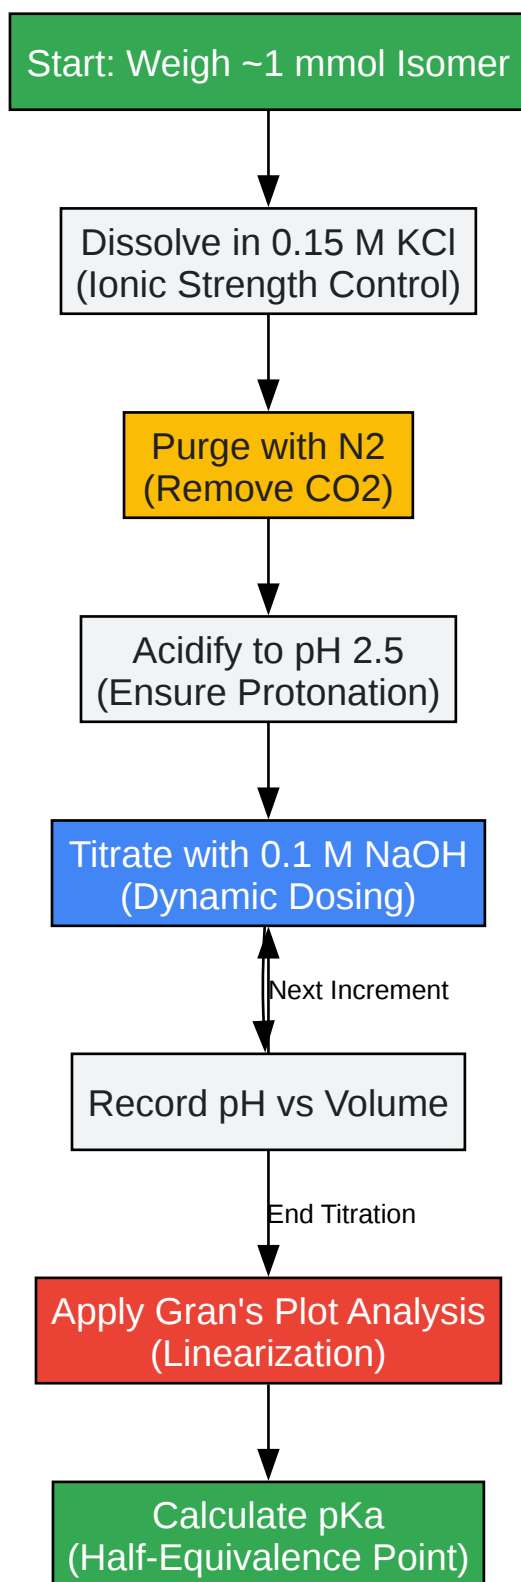 Start: Weigh ~1 mmol Isomer
Dissolve in 0.15 M KCl
(Ionic Strength Control)
Purge with N2
(Remove CO2)
Acidify to pH 2.5
(Ensure Protonation)
Titrate with 0.1 M NaOH
(Dynamic Dosing)
Next Increment
Record pH vs Volume
End Titration
Apply Gran's Plot Analysis
(Linearization)
Calculate pKa
(Half-Equivalence Point)